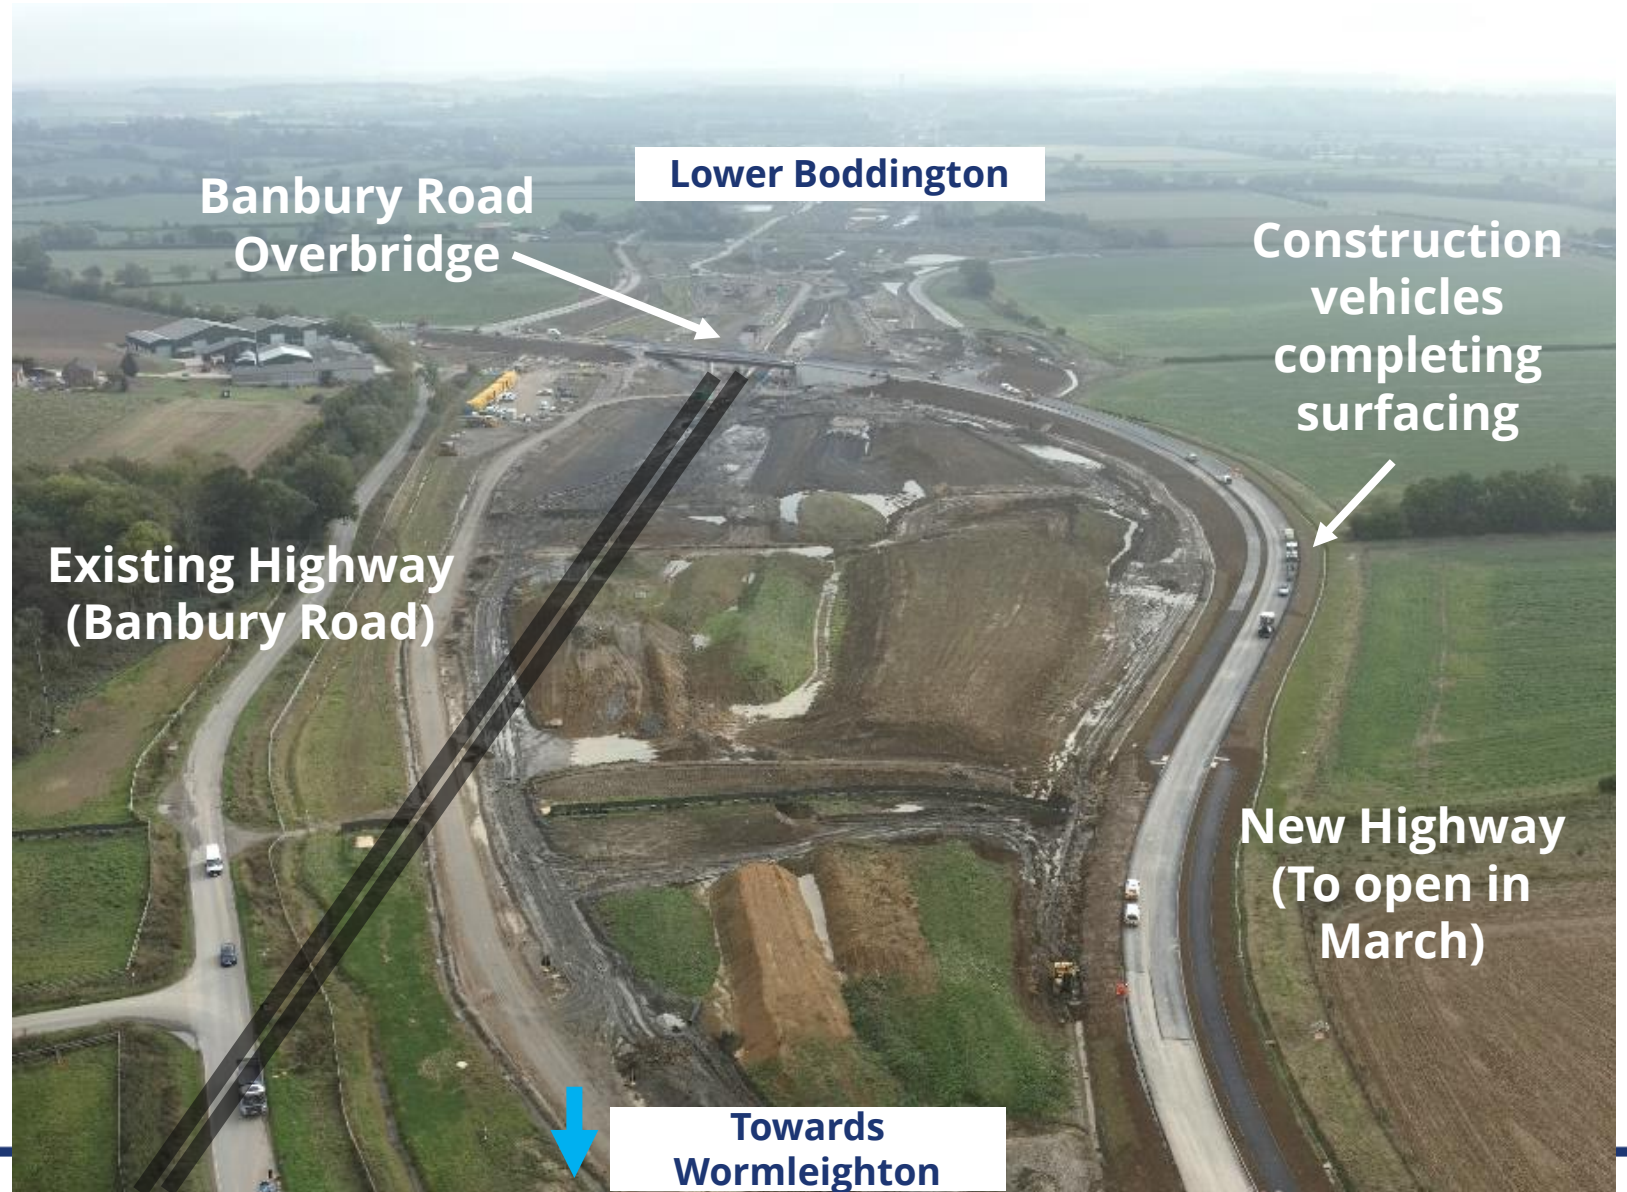 Lower Boddington
Banbury Road
Overbridge
Construction
vehicles
completing
surfacing
Existing Highway
(Banbury Road)
New Highway
(To open in
March)
Towards
Wormleighton